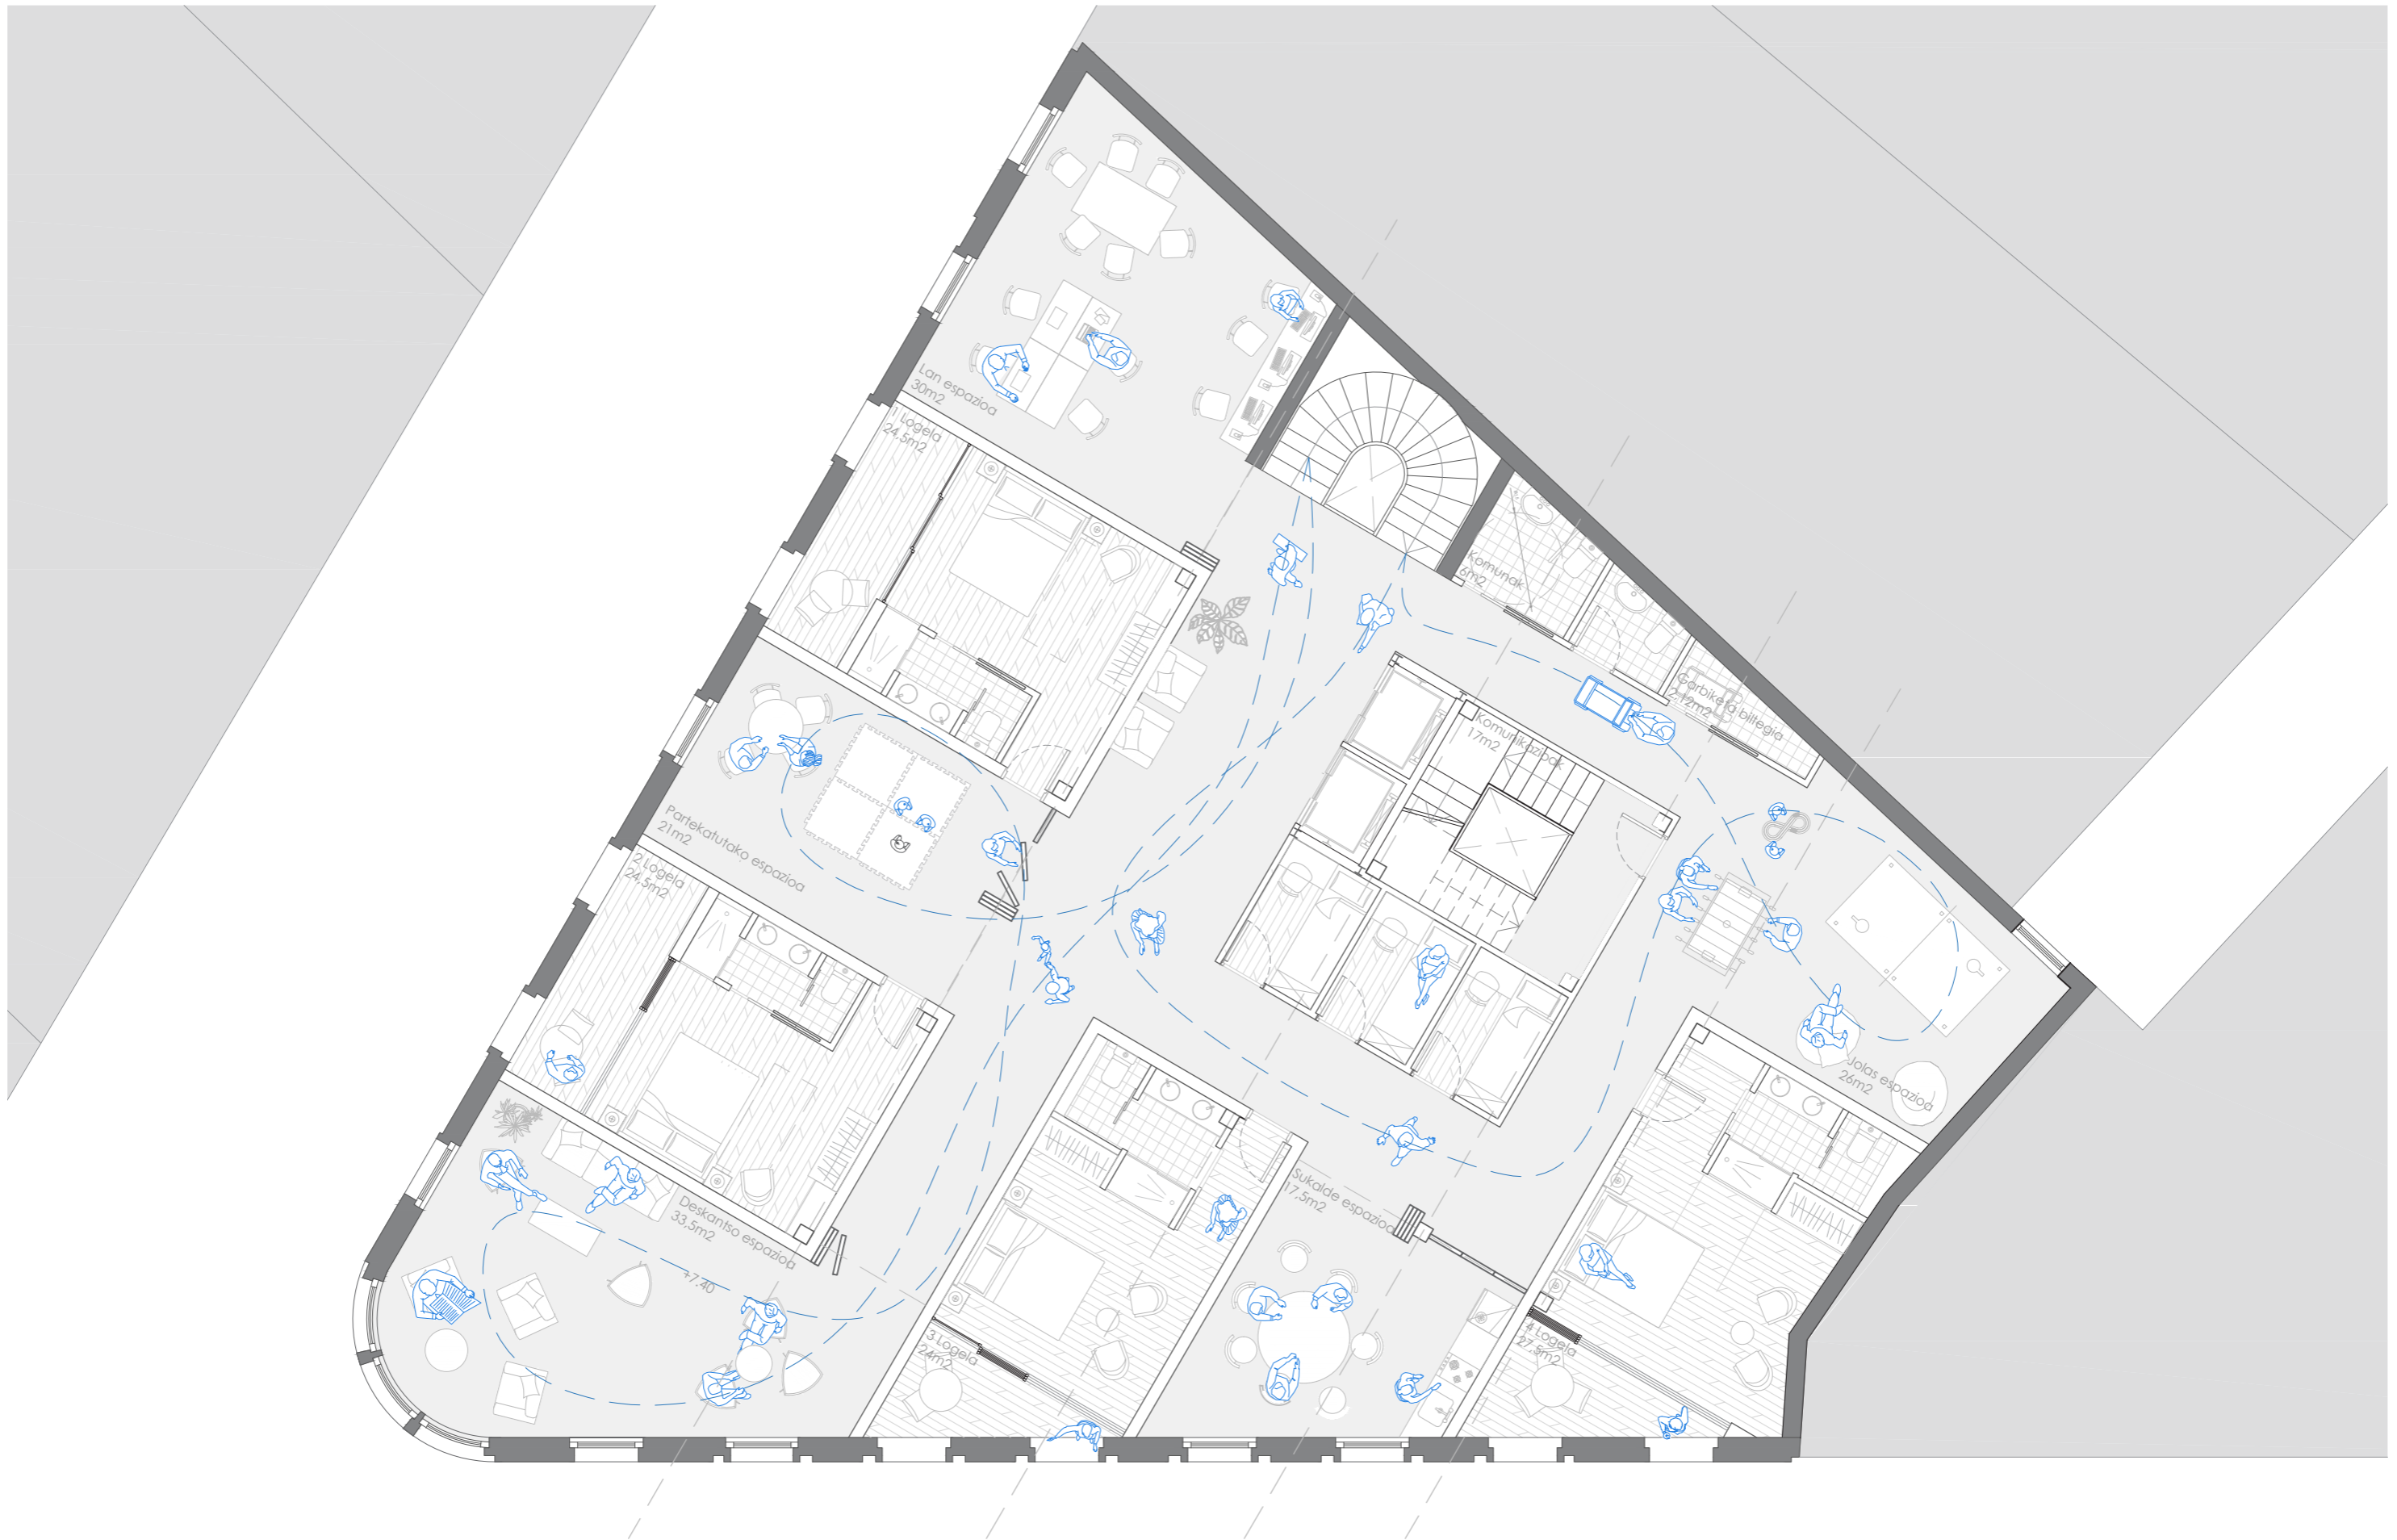 Lan espazioa
30m2
1 Logela
24,5m2
Komunak
6m2
Garbiketa biltegia
2,12m2
Komunikazioak
17m2
Partekatutako espazioa
21m2
2 Logela
24,5m2
Jolas espazioa
26m2
Deskantso espazioa
33,5m2
+7,40
Sukalde espazioa
17,5m2
3 Logela
24m2
4 Logela
27,5m2